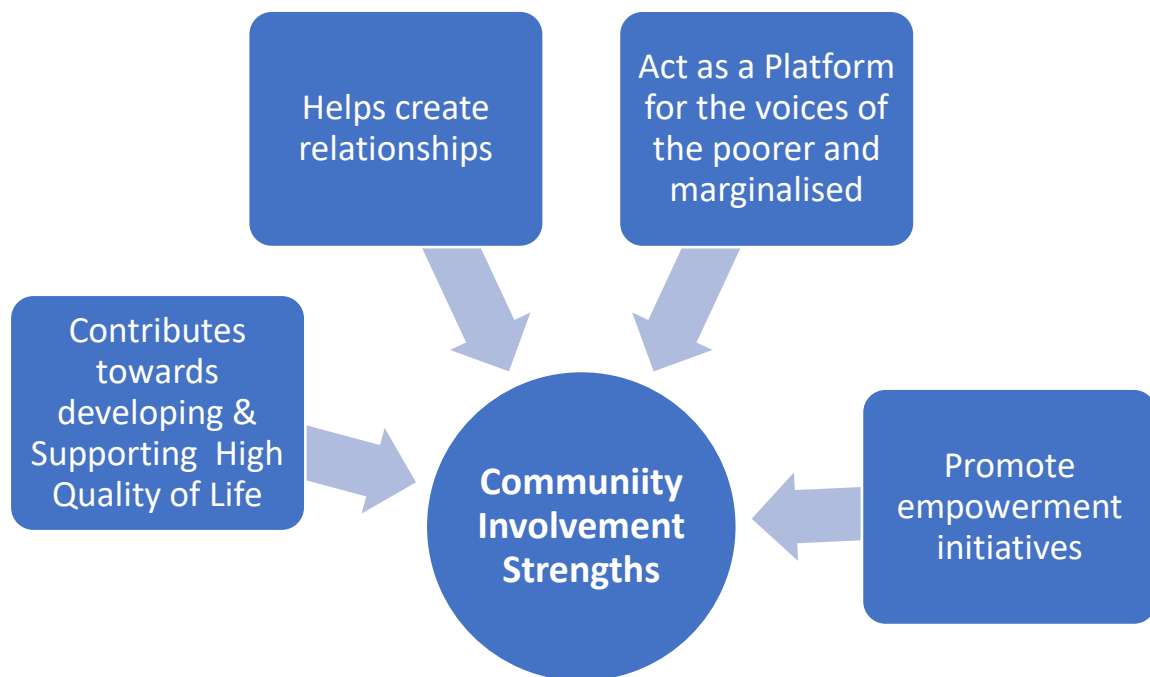 Helps create
relationships
Act as a Platform
for the voices of
the poorer and
marginalised
Contributes
towards
developing &
Supporting  High
Quality of Life
Communiity
Involvement
Strengths
Promote
empowerment
initiatives